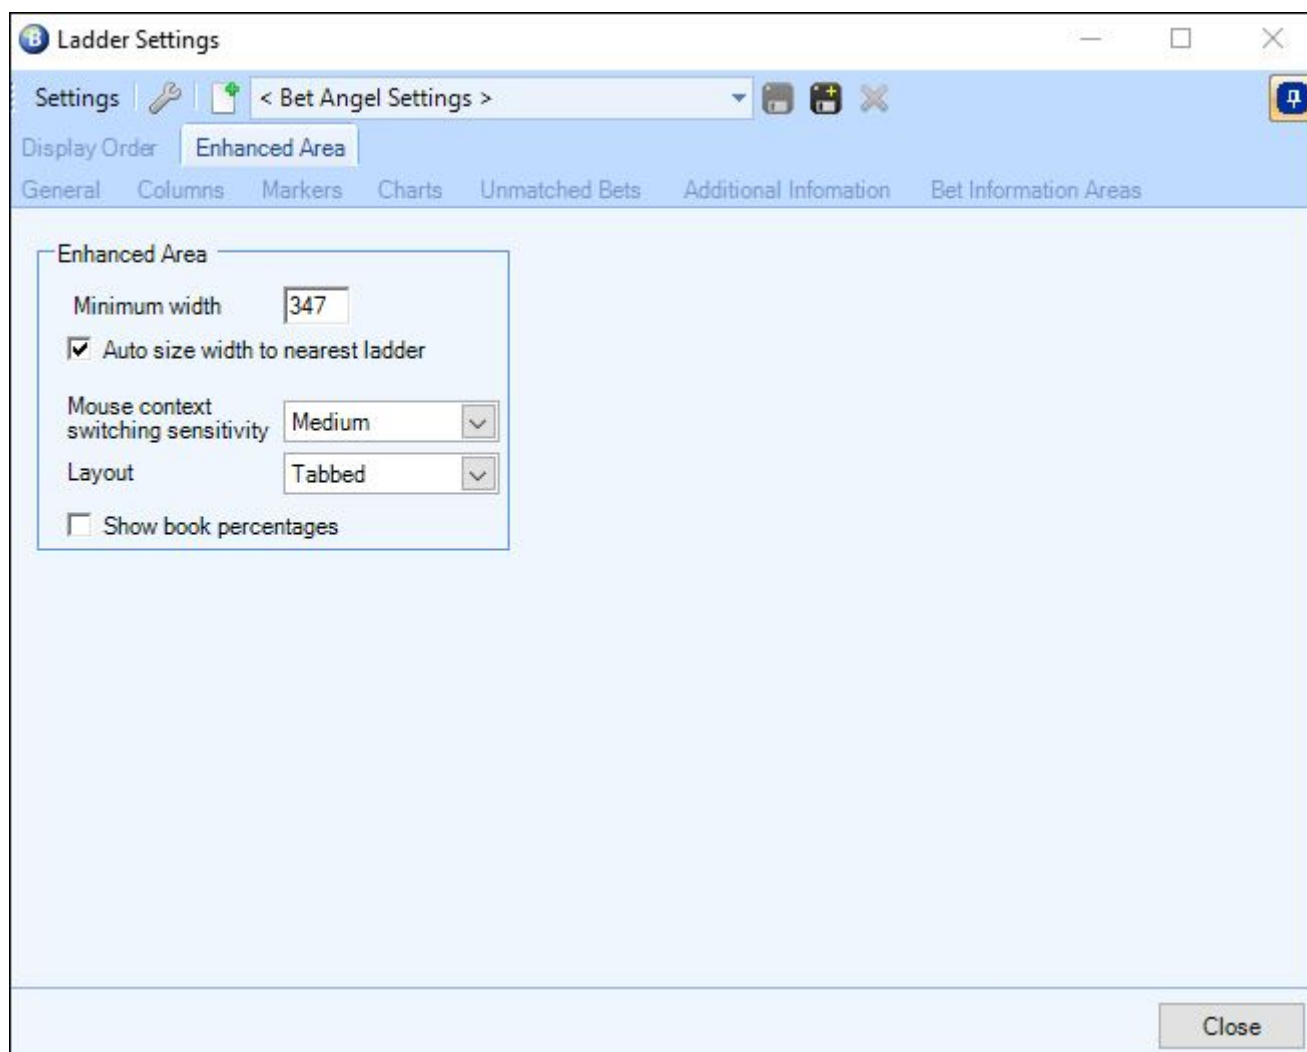 Ladder Settings
Settings < Bet Angel Settings >
Display Order Enhanced Area
General Columns Markers Charts Unmatched Bets Additional Infomation Bet Information Areas
Enhanced Area
Minimum width 347
Auto size width to nearest ladder
Mouse context
switching sensitivity Medium
Layout Tabbed
Show book percentages
Close